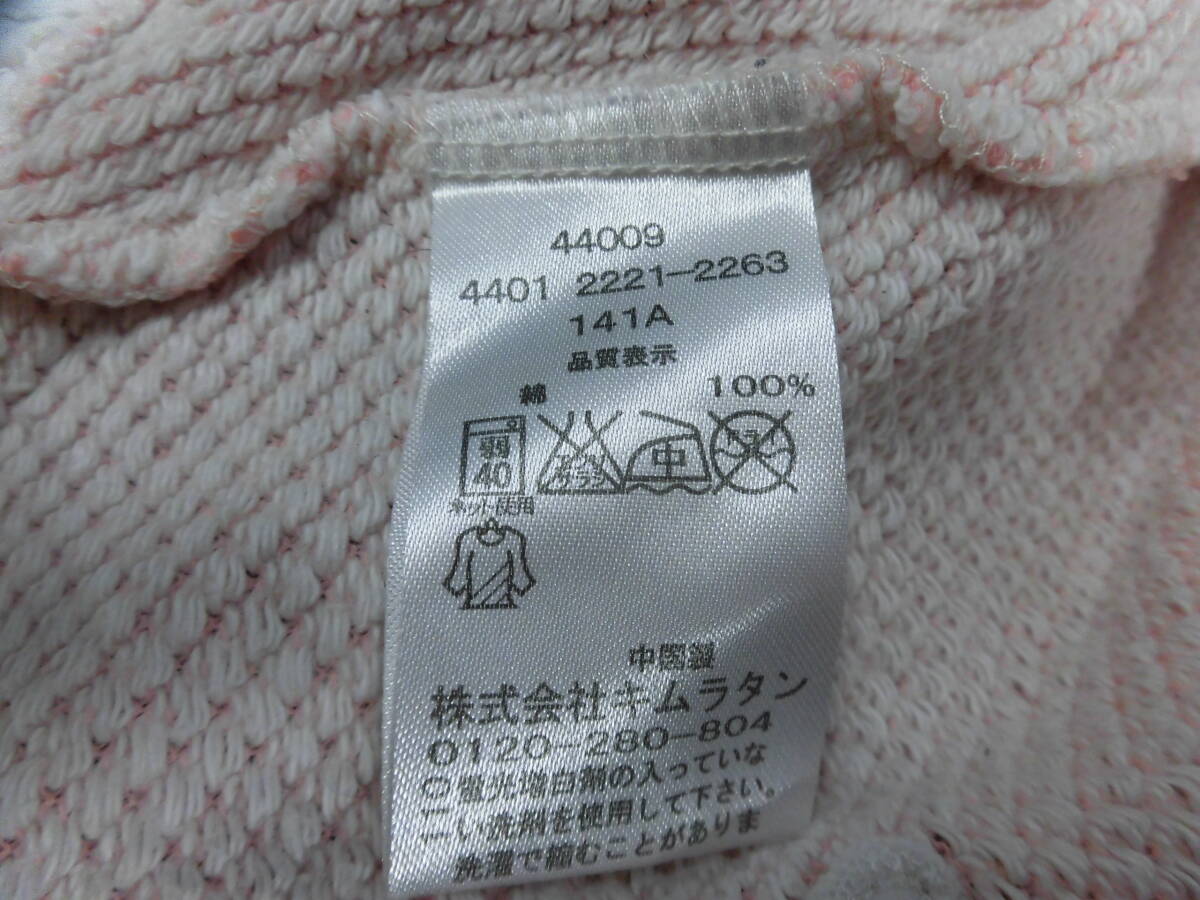 44009
4401 2221-2263
141A
品質表示
綿 100%
弱
40
中
ドライ
ネット使用
中国製
株式会社キムラタン
0120-280-804
蛍光増白剤の入っていな
い洗剤を使用して下さい。
洗濯で縮むことがありま